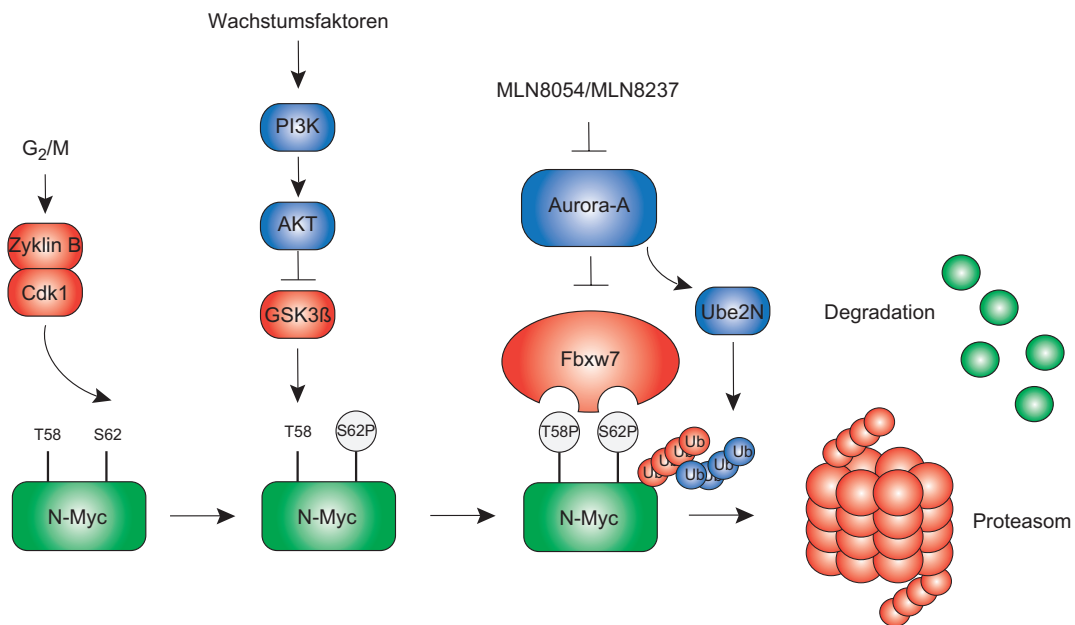 Wachstumsfaktoren
MLN8054/MLN8237
G2/M
PI3K
AKT
Zyklin B
Cdk1
GSK3ß
Aurora-A
Ube2N
Fbxw7
Degradation
T58
S62
T58
S62P
T58P
S62P
Ub
Ub
Ub
Ub
Ub
Ub
Ub
Ub
N-Myc
N-Myc
N-Myc
Proteasom